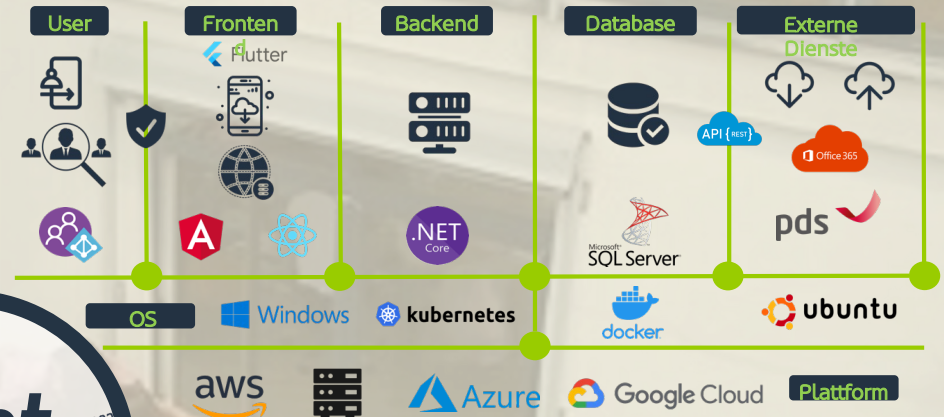 User
Frontend
Backend
Database
Externe
Dienste
Flutter
API {REST}
Office 365
.NET
Core
Microsoft
SQL Server
pds
OS
Windows
kubernetes
docker
ubuntu
aws
Azure
Google Cloud
Plattform